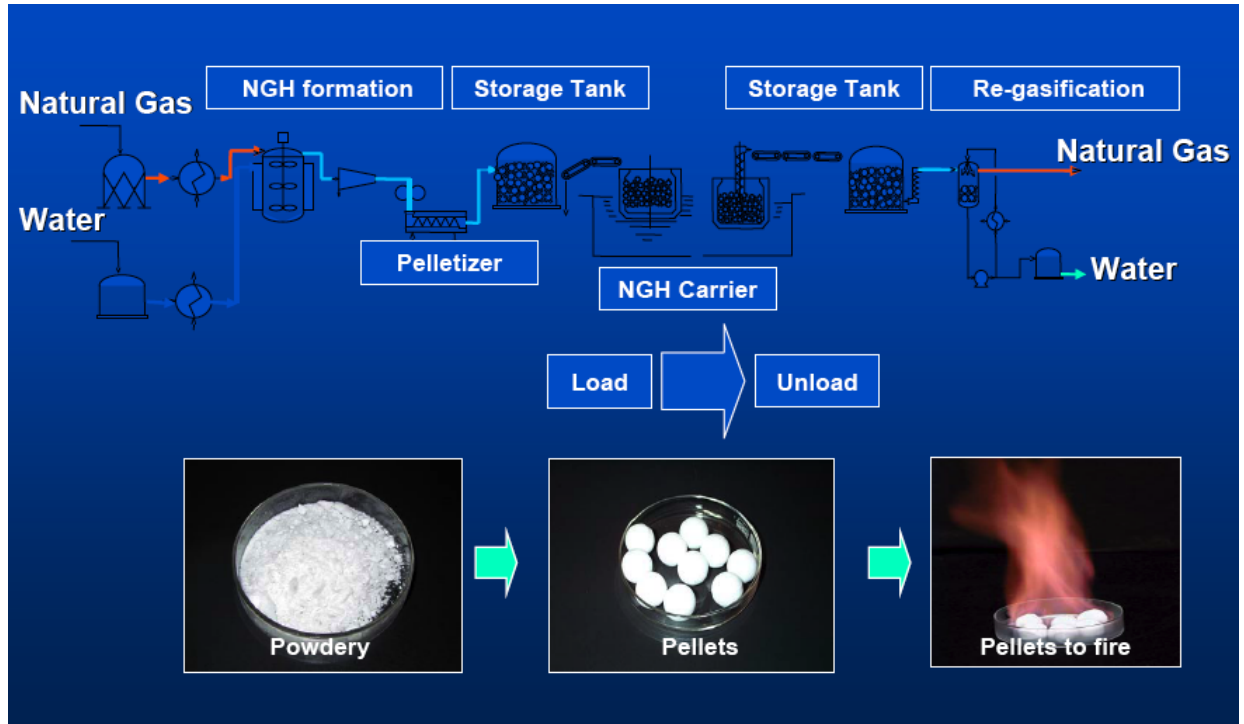 NGH formation
Storage Tank
Storage Tank
Re-gasification
Natural Gas
Natural Gas
Water
Pelletizer
Water
NGH Carrier
Load
Unload
Powdery
Pellets
Pellets to fire